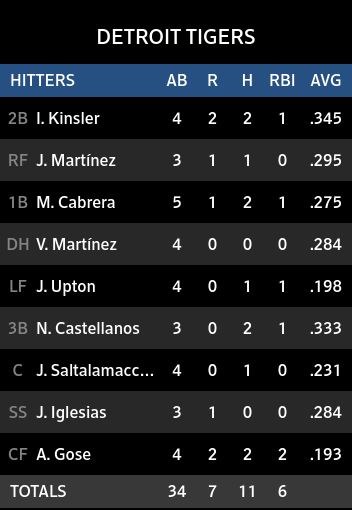 DETROIT TIGERS
HITTERS AB R H RBI AVG
2B I. Kinsler 4 2 2 1 .345
RF J. Martínez 3 1 1 0 .295
1B M. Cabrera 5 1 2 1 .275
DH V. Martínez 4 0 0 0 .284
LF J. Upton 4 0 1 1 .198
3B N. Castellanos 3 0 2 1 .333
C J. Saltalamacc... 4 0 1 0 .231
SS J. Iglesias 3 1 0 0 .284
CF A. Gose 4 2 2 2 .193
TOTALS 34 7 11 6